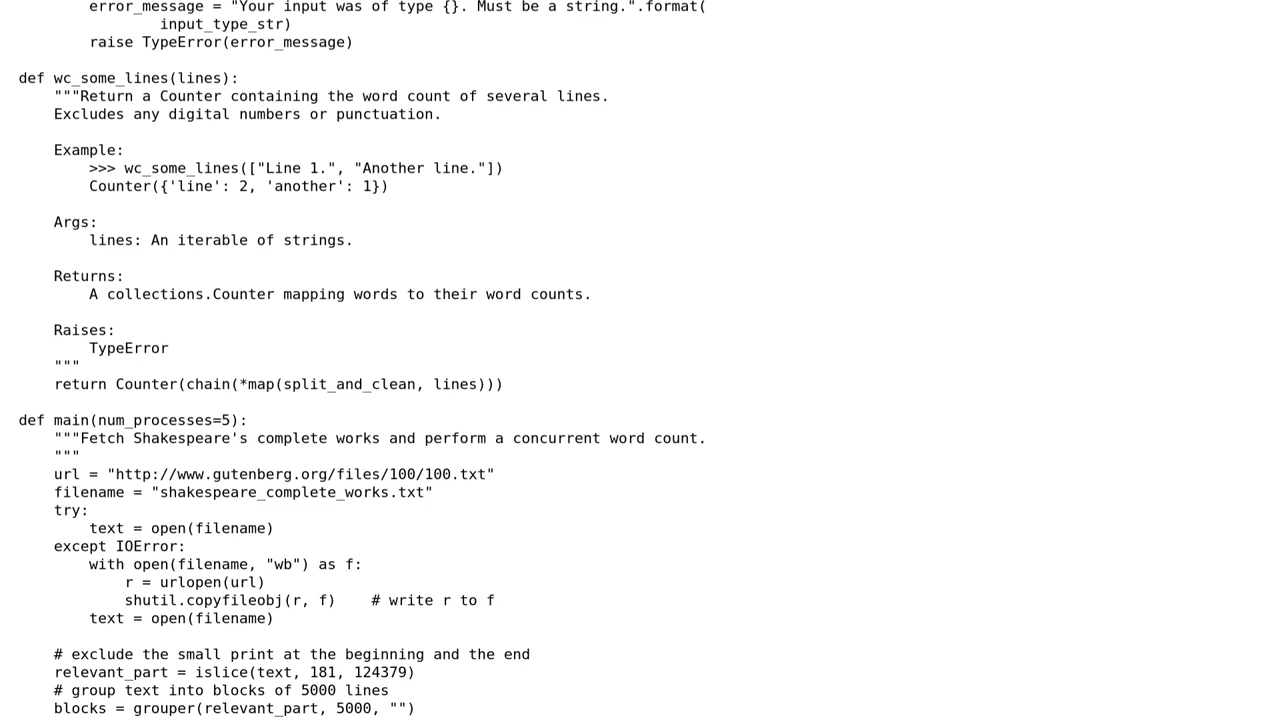 error_message = "Your input was of type {}. Must be a string.".format(
                input_type_str)
        raise TypeError(error_message)

def wc_some_lines(lines):
    """Return a Counter containing the word count of several lines.
    Excludes any digital numbers or punctuation.

    Example:
        >>> wc_some_lines(["Line 1.", "Another line."])
        Counter({'line': 2, 'another': 1})

    Args:
        lines: An iterable of strings.

    Returns:
        A collections.Counter mapping words to their word counts.

    Raises:
        TypeError
    """
    return Counter(chain(*map(split_and_clean, lines)))

def main(num_processes=5):
    """Fetch Shakespeare's complete works and perform a concurrent word count.
    """
    url = "http://www.gutenberg.org/files/100/100.txt"
    filename = "shakespeare_complete_works.txt"
    try:
        text = open(filename)
    except IOError:
        with open(filename, "wb") as f:
            r = urlopen(url)
            shutil.copyfileobj(r, f)    # write r to f
        text = open(filename)

    # exclude the small print at the beginning and the end
    relevant_part = islice(text, 181, 124379)
    # group text into blocks of 5000 lines
    blocks = grouper(relevant_part, 5000, "")